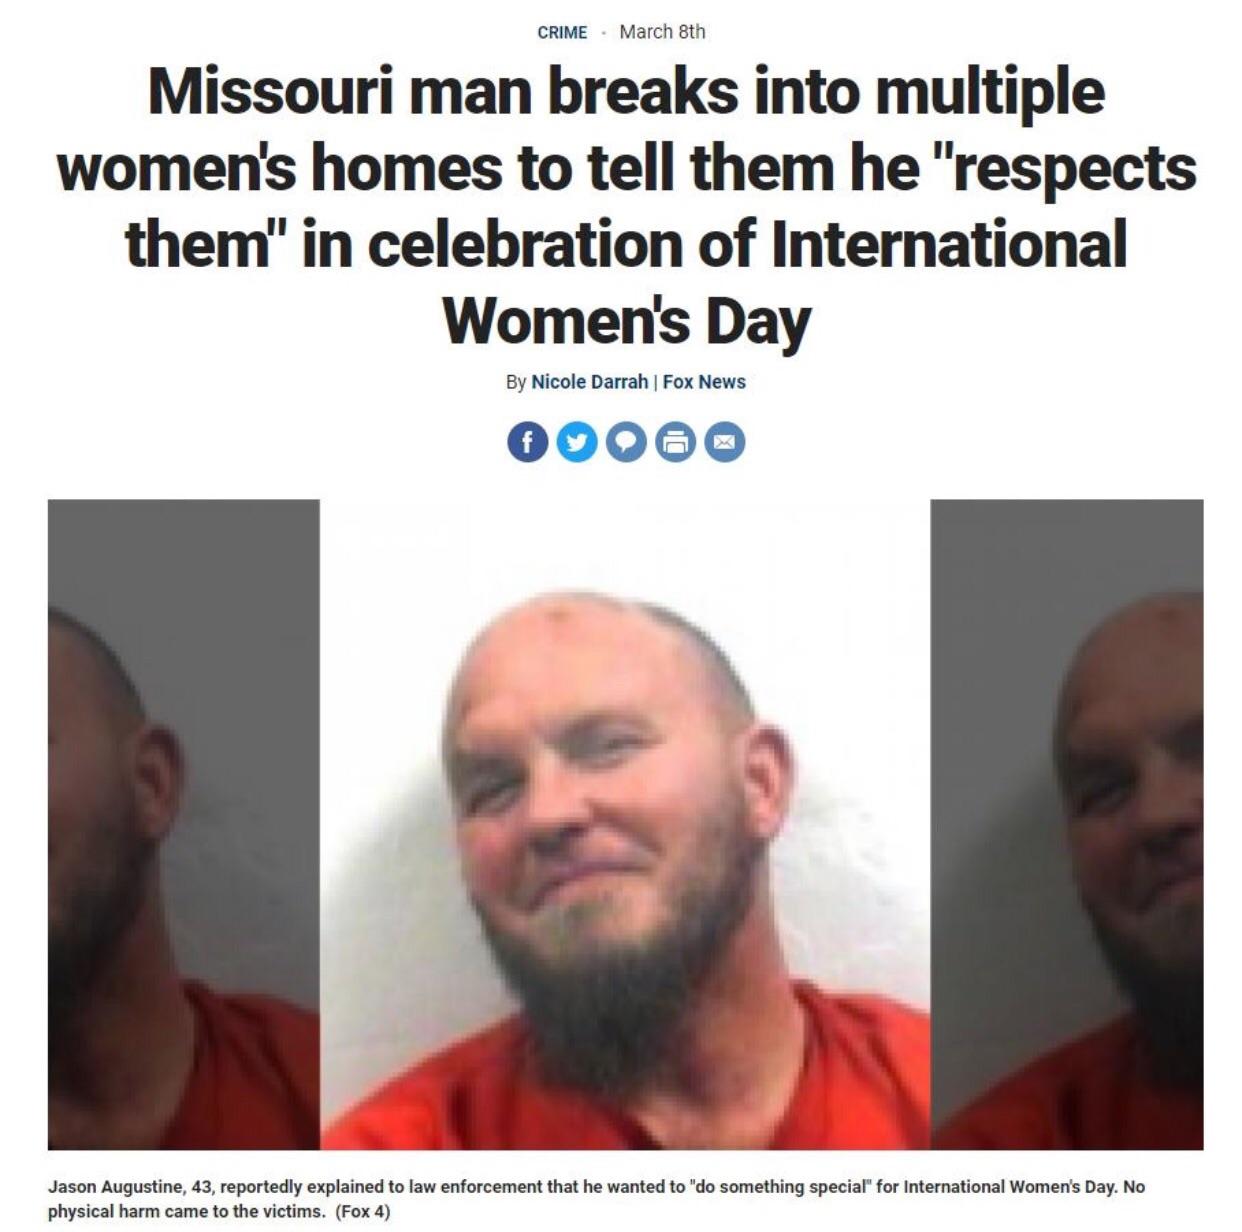 CRIME · March 8th
Missouri man breaks into multiple
women's homes to tell them he "respects
them" in celebration of International
Women's Day
By Nicole Darrah | Fox News
Jason Augustine, 43, reportedly explained to law enforcement that he wanted to "do something special" for International Women's Day. No
physical harm came to the victims. (Fox 4)